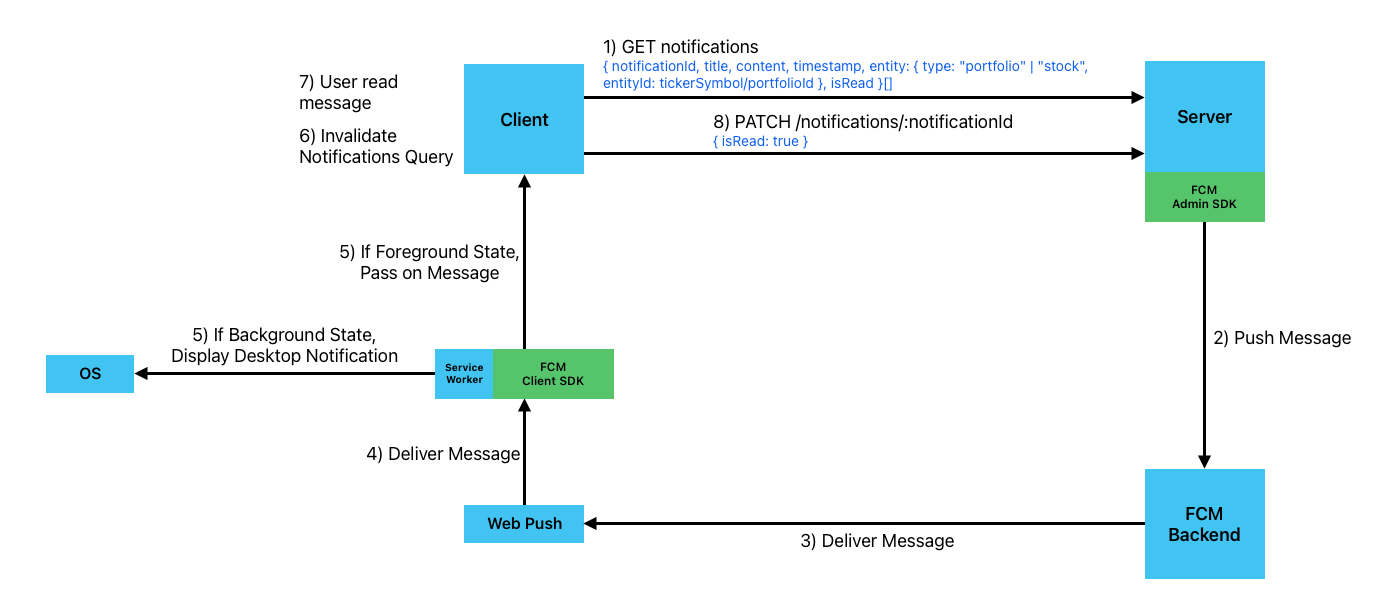 1) GET notifications
{ notificationId, title, content, timestamp, entity: { type: "portfolio" | "stock",
entityId: tickerSymbol/portfolioId }, isRead }[]
7) User read
message
6) Invalidate
Notifications Query
Client
8) PATCH /notifications/:notificationId
{ isRead: true }
Server
FCM
Admin SDK
5) If Foreground State,
Pass on Message
5) If Background State,
Display Desktop Notification
OS
Service
Worker
FCM
Client SDK
2) Push Message
4) Deliver Message
Web Push
3) Deliver Message
FCM
Backend